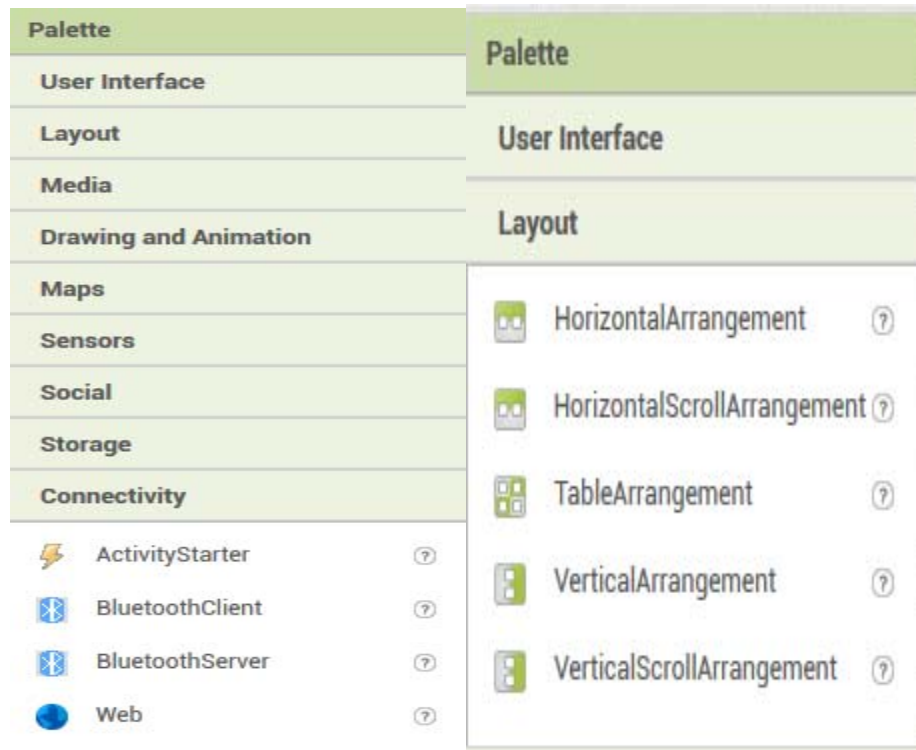 Palette
User Interface
Layout
Media
Drawing and Animation
Maps
Sensors
Social
Storage
Connectivity
ActivityStarter ?
BluetoothClient ?
BluetoothServer ?
Web ?
Palette
User Interface
Layout
HorizontalArrangement ?
HorizontalScrollArrangement ?
TableArrangement ?
VerticalArrangement ?
VerticalScrollArrangement ?